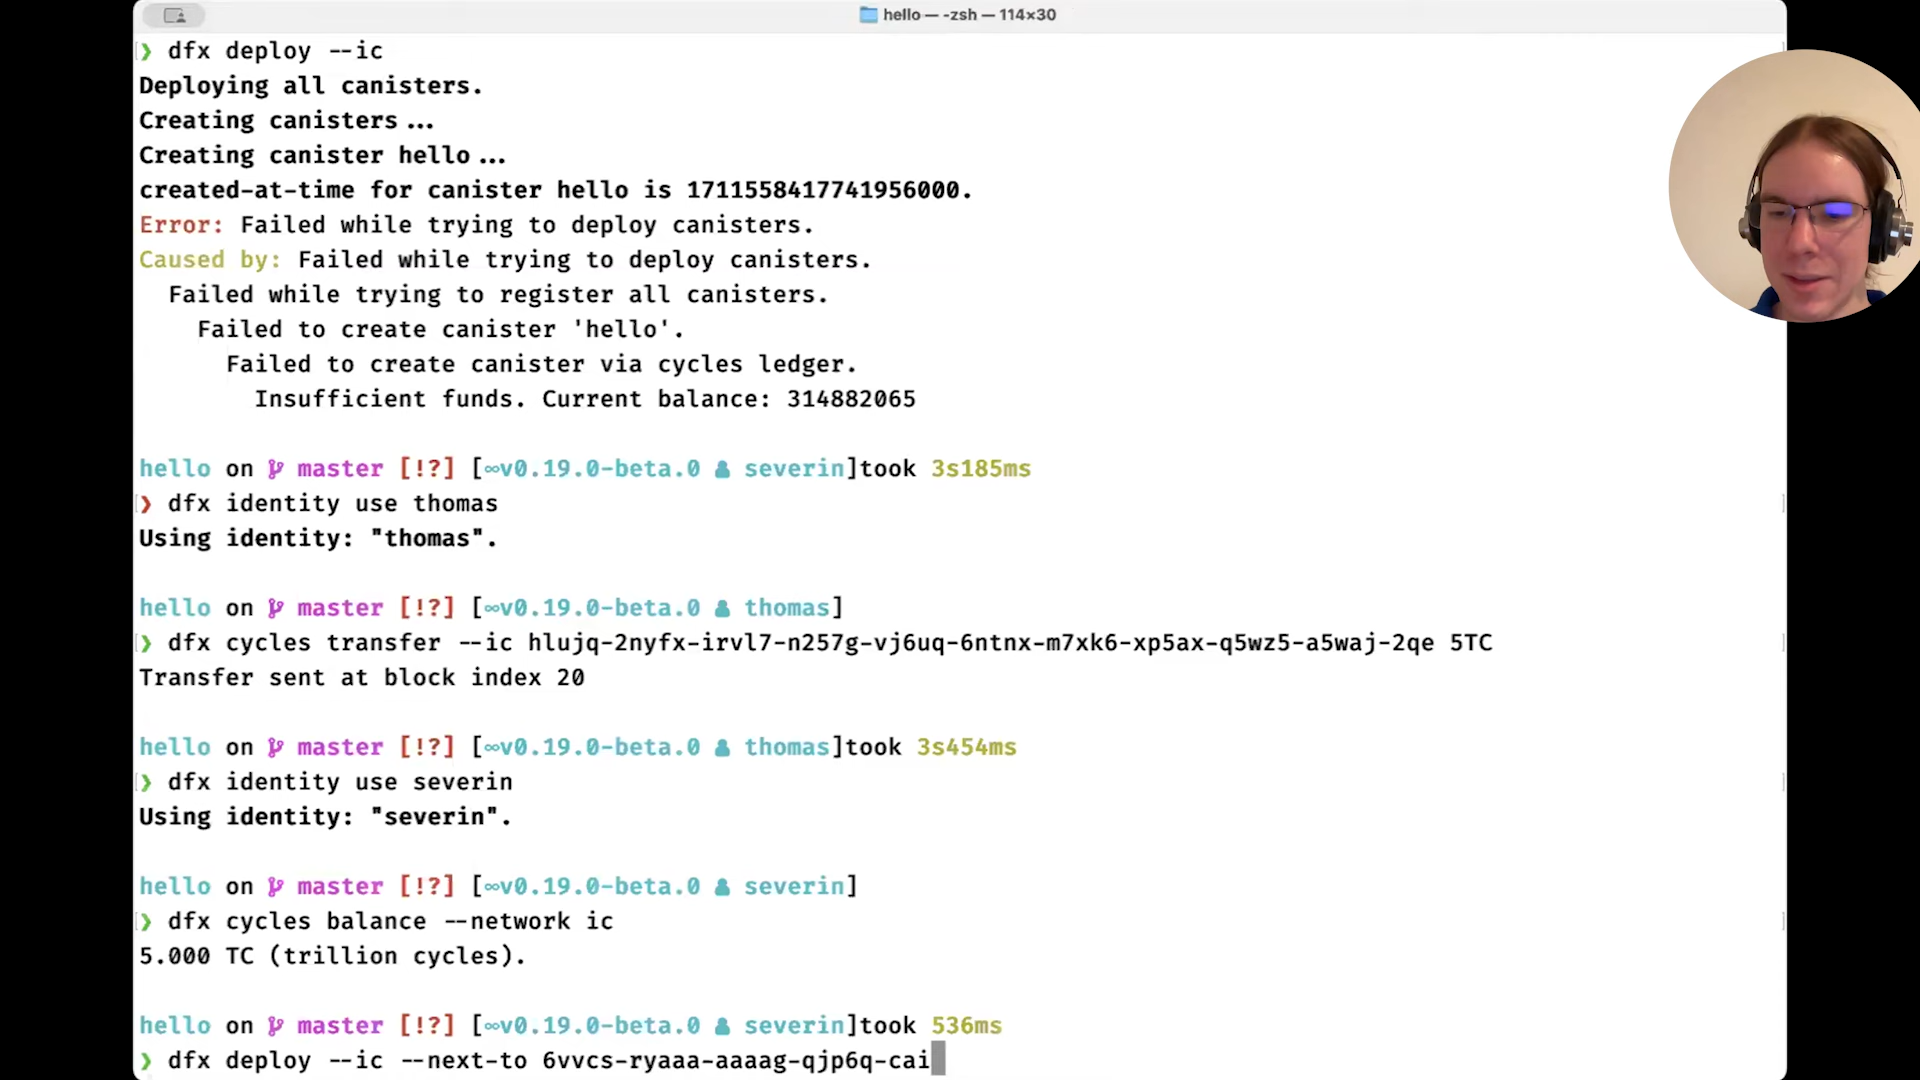 hello — -zsh — 114×30
❯ dfx deploy --ic
Deploying all canisters.
Creating canisters...
Creating canister hello...
created-at-time for canister hello is 1711558417741956000.
Error: Failed while trying to deploy canisters.
Caused by: Failed while trying to deploy canisters.
Failed while trying to register all canisters.
Failed to create canister 'hello'.
Failed to create canister via cycles ledger.
Insufficient funds. Current balance: 314882065
hello on master [!?] [∞v0.19.0-beta.0 severin]took 3s185ms
❯ dfx identity use thomas
Using identity: "thomas".
hello on master [!?] [∞v0.19.0-beta.0 thomas]
❯ dfx cycles transfer --ic hlujq-2nyfx-irvl7-n257g-vj6uq-6ntnx-m7xk6-xp5ax-q5wz5-a5waj-2qe 5TC
Transfer sent at block index 20
hello on master [!?] [∞v0.19.0-beta.0 thomas]took 3s454ms
❯ dfx identity use severin
Using identity: "severin".
hello on master [!?] [∞v0.19.0-beta.0 severin]
❯ dfx cycles balance --network ic
5.000 TC (trillion cycles).
hello on master [!?] [∞v0.19.0-beta.0 severin]took 536ms
❯ dfx deploy --ic --next-to 6vvcs-ryaaa-aaaag-qjp6q-cai